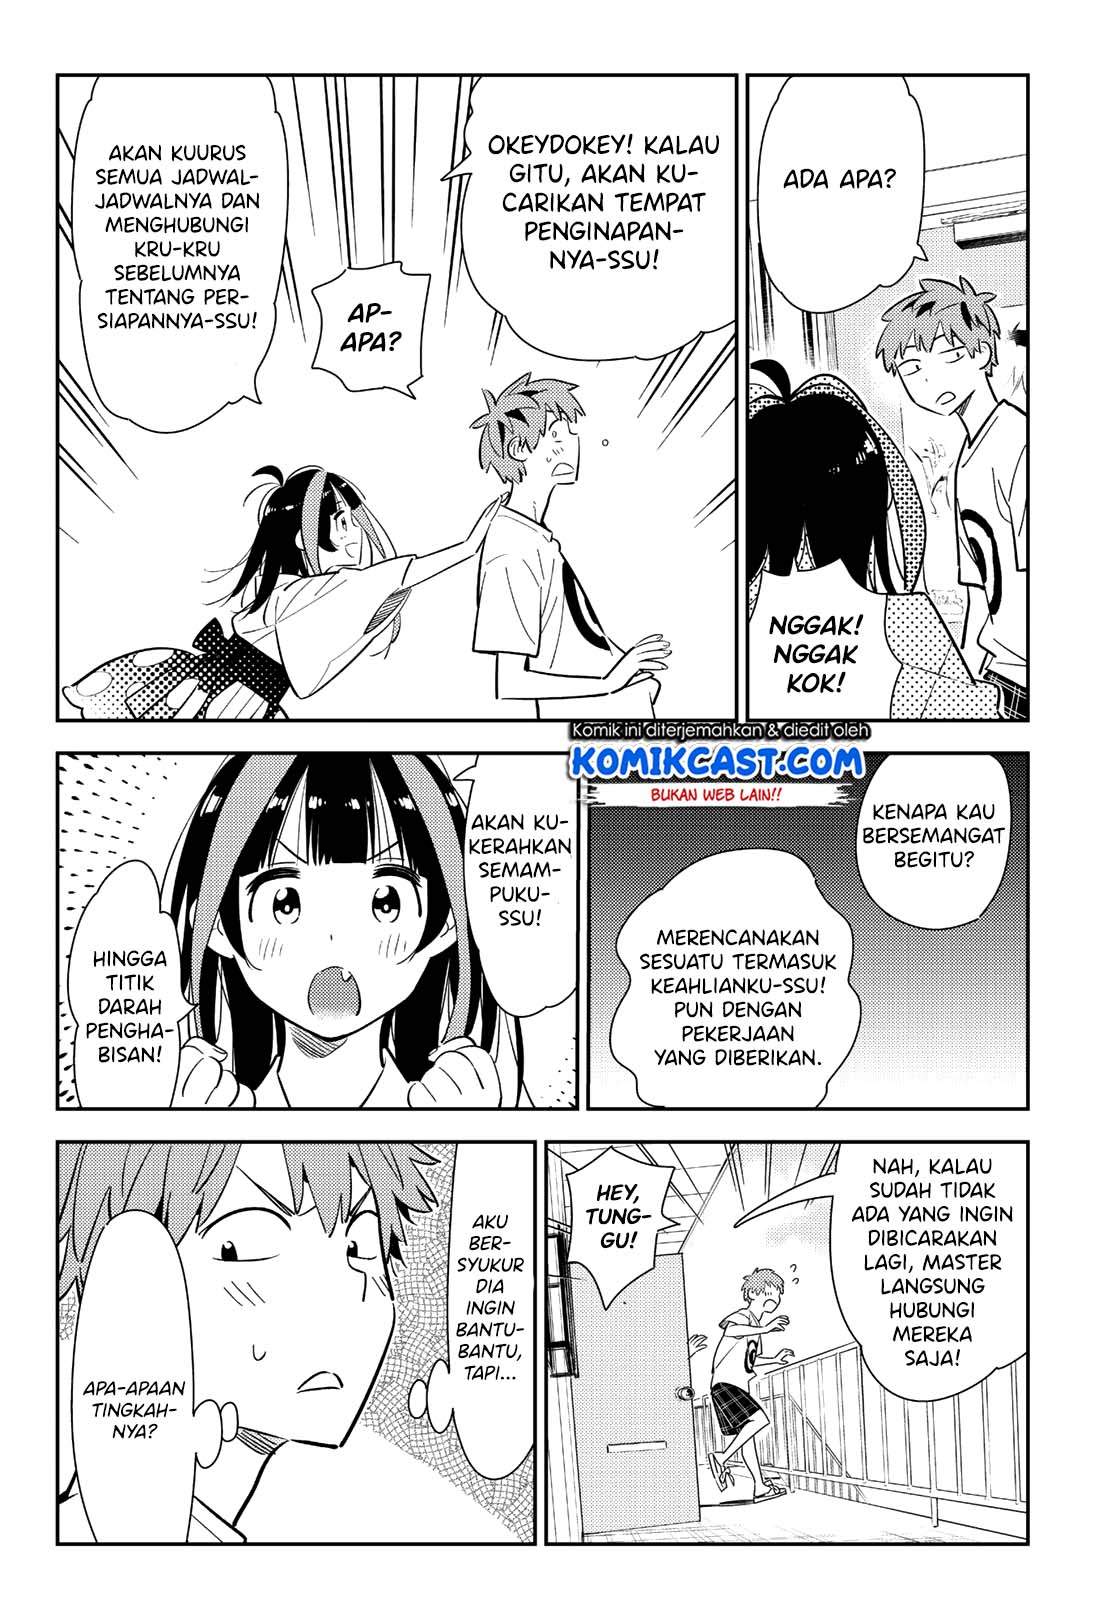 ADA APA?
NGGAK!
NGGAK
KOK!
OKEYDOKEY! KALAU
GITU, AKAN KU-
CARIKAN TEMPAT
PENGINAPAN-
NYA-SSU!
AP-
APA?
AKAN KUURUS
SEMUA JADWAL-
JADWALNYA DAN
MENGHUBUNGI
KRU-KRU
SEBELUMNYA
TENTANG PER-
SIAPANNYA-SSU!
Komik ini diterjemahkan & diedit oleh
KOMIKCAST.COM
BUKAN WEB LAIN!!
KENAPA KAU
BERSEMANGAT
BEGITU?
MERENCANAKAN
SESUATU TERMASUK
KEAHLIANKU-SSU!
PUN DENGAN
PEKERJAAN
YANG DIBERIKAN.
AKAN KU-
KERAHKAN
SEMAM-
PUKU-
SSU!
HINGGA
TITIK
DARAH
PENGHA-
BISAN!
NAH, KALAU
SUDAH TIDAK
ADA YANG INGIN
DIBICARAKAN
LAGI, MASTER
LANGSUNG
HUBUNGI
MEREKA
SAJA!
HEY,
TUNG-
GU!
AKU
BER-
SYUKUR
DIA
INGIN
BANTU-
BANTU,
TAPI...
APA-APAAN
TINGKAH-
NYA?